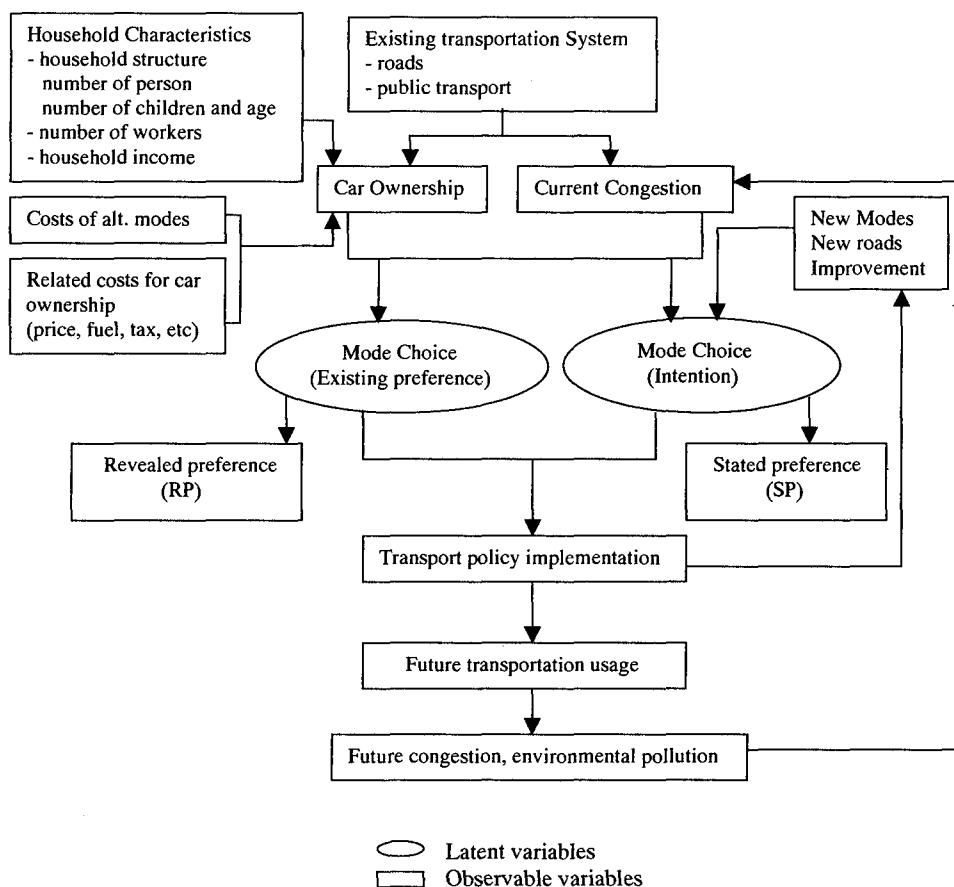 Household Characteristics
- household structure
number of person
number of children and age
- number of workers
- household income
Existing transportation System
- roads
- public transport
Car Ownership
Current Congestion
Costs of alt. modes
Related costs for car
ownership
(price, fuel, tax, etc)
New Modes
New roads
Improvement
Mode Choice
(Existing preference)
Mode Choice
(Intention)
Revealed preference
(RP)
Stated preference
(SP)
Transport policy implementation
Future transportation usage
Future congestion, environmental pollution
Latent variables
Observable variables